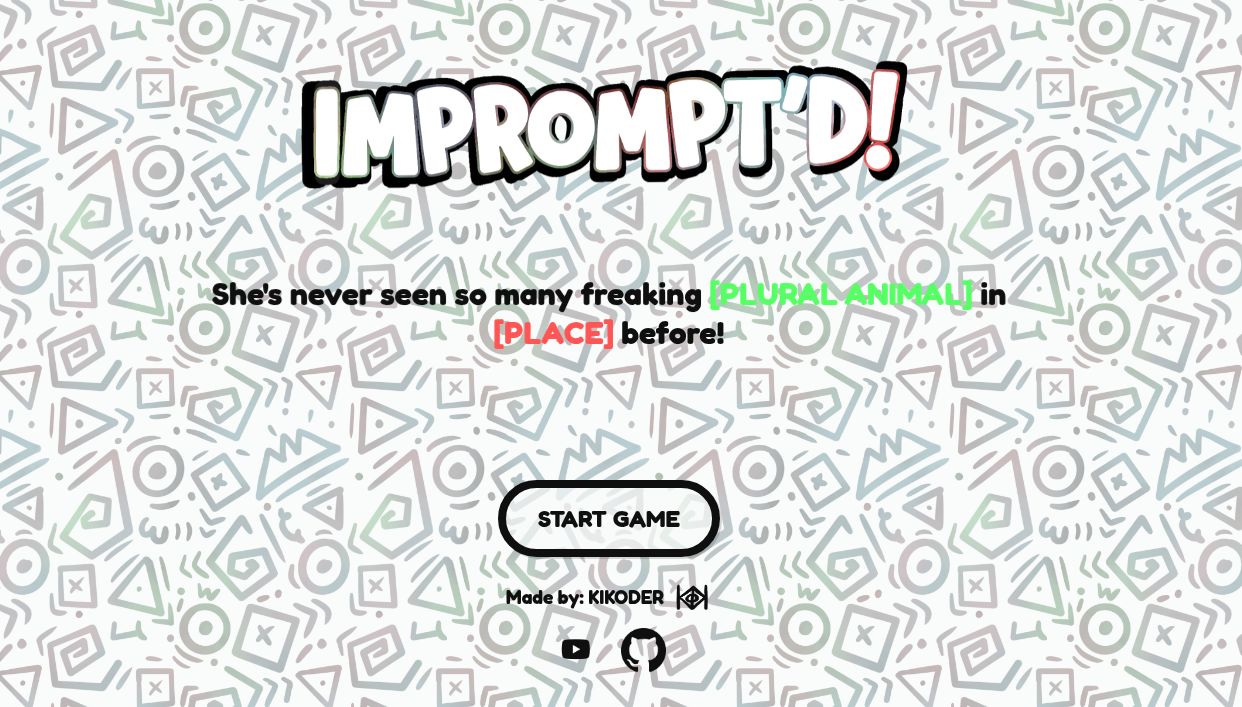 IMPROMPT'D!
She's never seen so many freaking [PLURAL ANIMAL] in
[PLACE] before!
START GAME
Made by: KIKODER